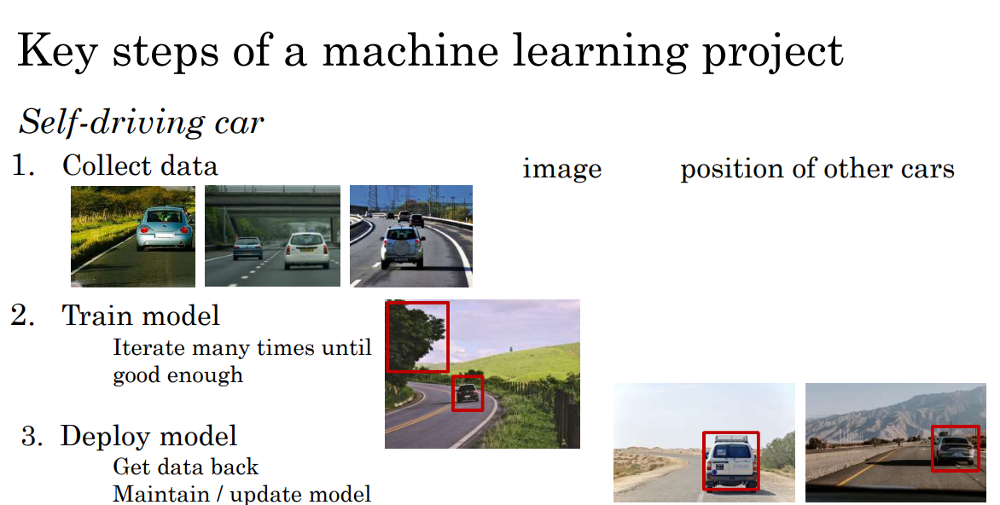 Key steps of a machine learning project
Self-driving car
1. Collect data
image
position of other cars
2. Train model
Iterate many times until
good enough
3. Deploy model
Get data back
Maintain / update model